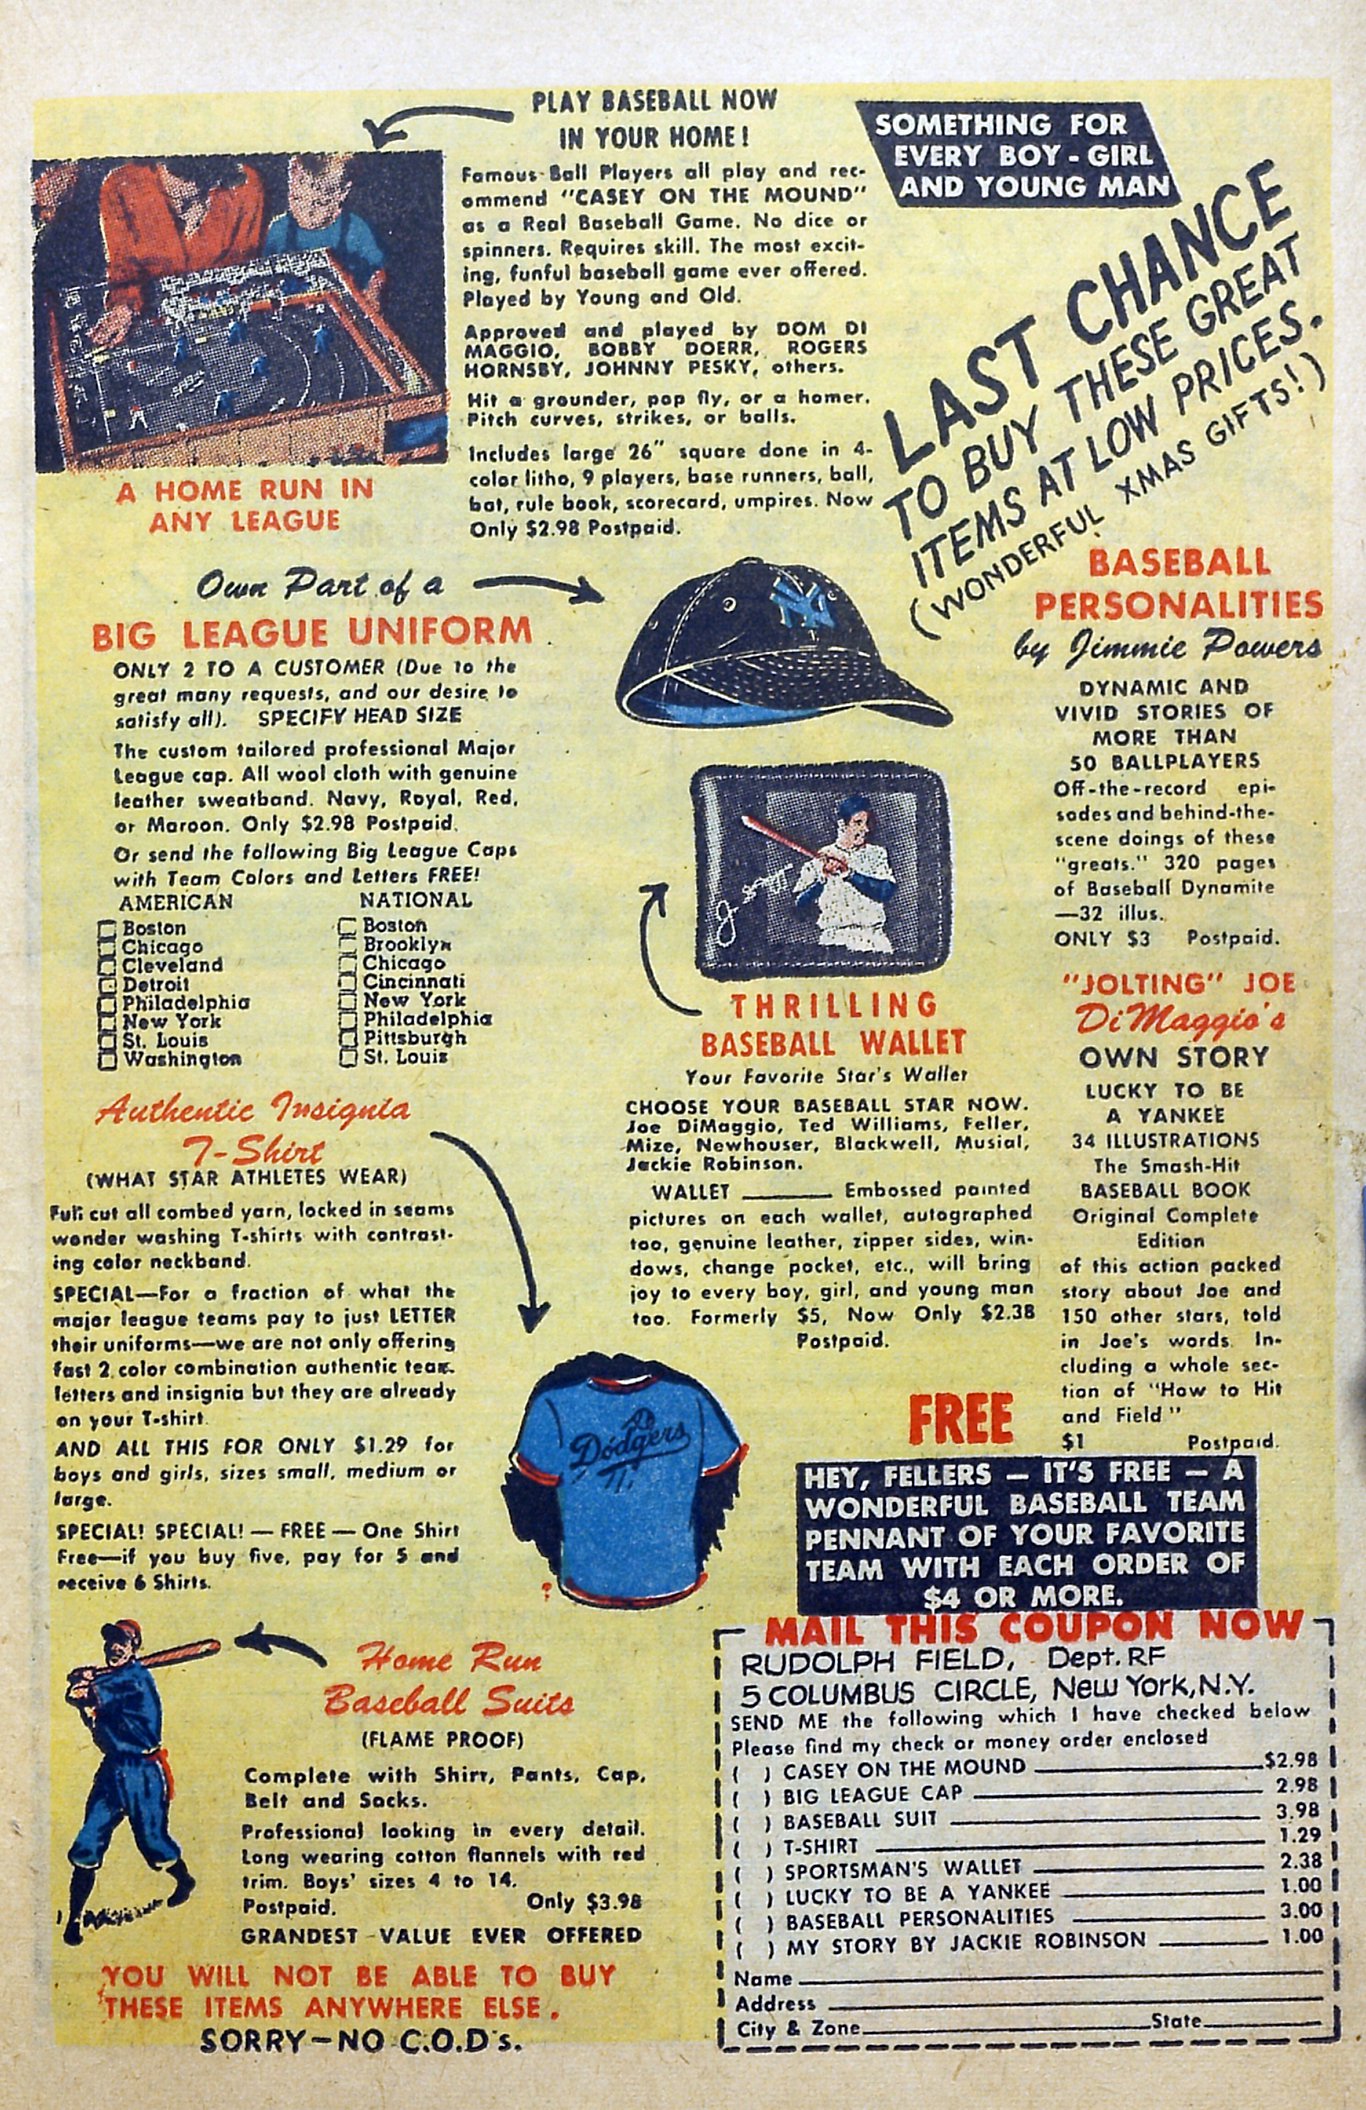 PLAY BASEBALL NOW
IN YOUR HOME!
Famous Ball Players all play and rec-
ommend "CASEY ON THE MOUND"
as a Real Baseball Game. No dice or
spinners. Requires skill. The most excit-
ing, funful baseball game ever offered.
Played by Young and Old.
Approved and played by DOM DI
MAGGIO, BOBBY DOERR, ROGERS
HORNSBY, JOHNNY PESKY, others.
Hit a grounder, pop fly, or a homer.
Pitch curves, strikes, or balls.
Includes large 26" square done in 4-
color litho, 9 players, base runners, ball,
bat, rule book, scorecard, umpires. Now
Only $2.98 Postpaid.
A HOME RUN IN
ANY LEAGUE
SOMETHING FOR
EVERY BOY - GIRL
AND YOUNG MAN
LAST CHANCE
TO BUY THESE GREAT
ITEMS AT LOW PRICES.
(WONDERFUL XMAS GIFTS!)
Own Part of a
BIG LEAGUE UNIFORM
ONLY 2 TO A CUSTOMER (Due to the
great many requests, and our desire to
satisfy all). SPECIFY HEAD SIZE
The custom tailored professional Major
League cap. All wool cloth with genuine
leather sweatband. Navy, Royal, Red,
or Maroon. Only $2.98 Postpaid.
Or send the following Big League Caps
with Team Colors and Letters FREE!
AMERICAN
Boston
Chicago
Cleveland
Detroit
Philadelphia
New York
St. Louis
Washington
NATIONAL
Boston
Brooklyn
Chicago
Cincinnati
New York
Philadelphia
Pittsburgh
St. Louis
NY
THRILLING
BASEBALL WALLET
Your Favorite Star's Wallet
CHOOSE YOUR BASEBALL STAR NOW.
Joe DiMaggio, Ted Williams, Feller,
Mize, Newhouser, Blackwell, Musial,
Jackie Robinson.
WALLET Embossed painted
pictures on each wallet, autographed
too, genuine leather, zipper sides, win-
dows, change pocket, etc., will bring
joy to every boy, girl, and young man
too. Formerly $5, Now Only $2.38
Postpaid.
BASEBALL
PERSONALITIES
by Jimmie Powers
DYNAMIC AND
VIVID STORIES OF
MORE THAN
50 BALLPLAYERS
Off-the-record epi-
sodes and behind-the-
scene doings of these
"greats." 320 pages
of Baseball Dynamite
—32 illus.
ONLY $3 Postpaid.
"JOLTING" JOE
DiMaggio's
OWN STORY
LUCKY TO BE
A YANKEE
34 ILLUSTRATIONS
The Smash-Hit
BASEBALL BOOK
Original Complete
Edition
of this action packed
story about Joe and
150 other stars, told
in Joe's words. In-
cluding a whole sec-
tion of "How to Hit
and Field"
$1 Postpaid.
Authentic Insignia
T-Shirt
(WHAT STAR ATHLETES WEAR)
Full cut all combed yarn, locked in seams
wonder washing T-shirts with contrast-
ing color neckband.
SPECIAL—For a fraction of what the
major league teams pay to just LETTER
their uniforms—we are not only offering
fast 2 color combination authentic team
letters and insignia but they are already
on your T-shirt.
AND ALL THIS FOR ONLY $1.29 for
boys and girls, sizes small, medium or
large.
SPECIAL! SPECIAL! — FREE — One Shirt
Free—if you buy five, pay for 5 and
receive 6 Shirts.
Dodgers
FREE
HEY, FELLERS — IT'S FREE — A
WONDERFUL BASEBALL TEAM
PENNANT OF YOUR FAVORITE
TEAM WITH EACH ORDER OF
$4 OR MORE.
Home Run
Baseball Suits
(FLAME PROOF)
Complete with Shirt, Pants, Cap,
Belt and Socks.
Professional looking in every detail.
Long wearing cotton flannels with red
trim. Boys' sizes 4 to 14.
Postpaid. Only $3.98
GRANDEST VALUE EVER OFFERED
YOU WILL NOT BE ABLE TO BUY
THESE ITEMS ANYWHERE ELSE.
SORRY—NO C.O.D's.
MAIL THIS COUPON NOW
RUDOLPH FIELD, Dept. RF
5 COLUMBUS CIRCLE, New York, N.Y.
SEND ME the following which I have checked below
Please find my check or money order enclosed
( ) CASEY ON THE MOUND $2.98
( ) BIG LEAGUE CAP 2.98
( ) BASEBALL SUIT 3.98
( ) T-SHIRT 1.29
( ) SPORTSMAN'S WALLET 2.38
( ) LUCKY TO BE A YANKEE 1.00
( ) BASEBALL PERSONALITIES 3.00
( ) MY STORY BY JACKIE ROBINSON 1.00
Name
Address
City & Zone State